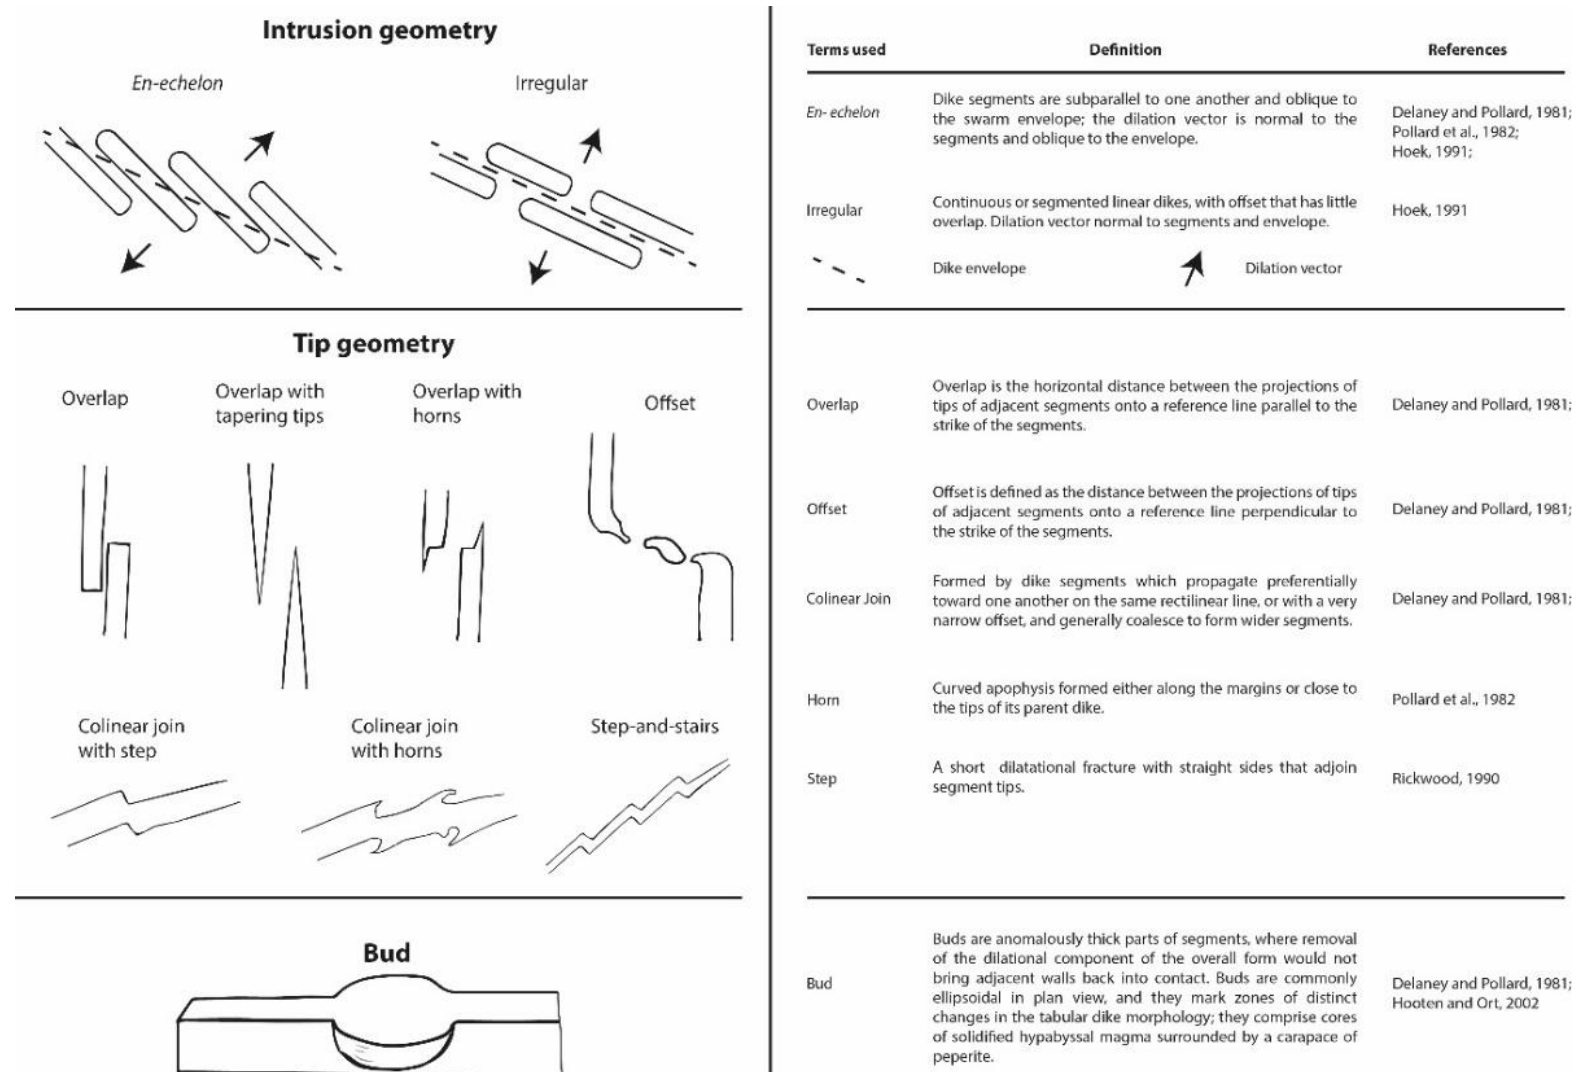 Intrusion geometry
En-echelon
Irregular
Tip geometry
Overlap
Overlap with
tapering tips
Overlap with
horns
Offset
Colinear join
with step
Colinear join
with horns
Step-and-stairs
Bud
Terms used
Definition
References
En- echelon
Dike segments are subparallel to one another and oblique to
the swarm envelope; the dilation vector is normal to the
segments and oblique to the envelope.
Delaney and Pollard, 1981;
Pollard et al., 1982;
Hoek, 1991;
Irregular
Continuous or segmented linear dikes, with offset that has little
overlap. Dilation vector normal to segments and envelope.
Hoek, 1991
Dike envelope
Dilation vector
Overlap
Overlap is the horizontal distance between the projections of
tips of adjacent segments onto a reference line parallel to the
strike of the segments.
Delaney and Pollard, 1981;
Offset
Offset is defined as the distance between the projections of tips
of adjacent segments onto a reference line perpendicular to
the strike of the segments.
Delaney and Pollard, 1981;
Colinear Join
Formed by dike segments which propagate preferentially
toward one another on the same rectilinear line, or with a very
narrow offset, and generally coalesce to form wider segments.
Delaney and Pollard, 1981;
Horn
Curved apophysis formed either along the margins or close to
the tips of its parent dike.
Pollard et al., 1982
Step
A short dilatational fracture with straight sides that adjoin
segment tips.
Rickwood, 1990
Bud
Buds are anomalously thick parts of segments, where removal
of the dilational component of the overall form would not
bring adjacent walls back into contact. Buds are commonly
ellipsoidal in plan view, and they mark zones of distinct
changes in the tabular dike morphology; they comprise cores
of solidified hypabyssal magma surrounded by a carapace of
peperite.
Delaney and Pollard, 1981;
Hooten and Ort, 2002